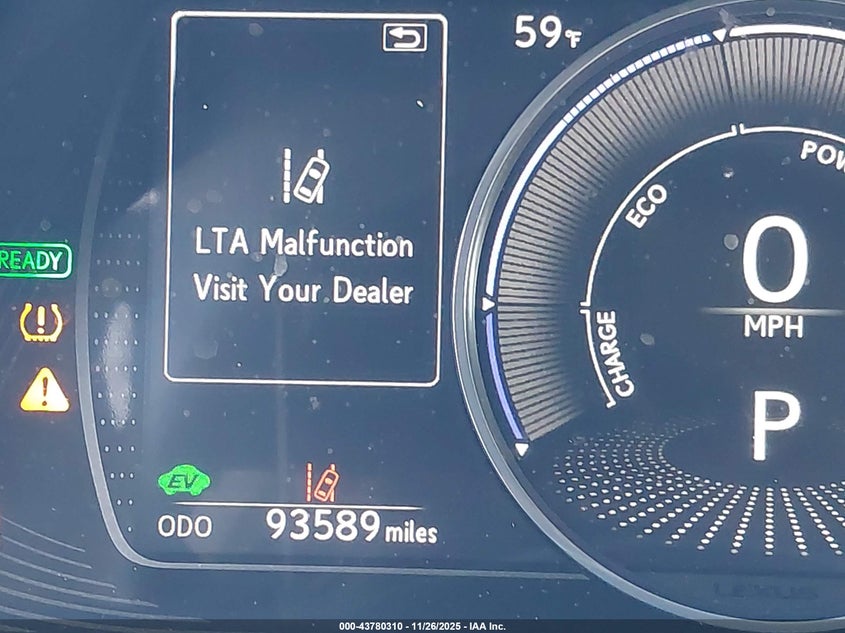 59°F
LTA Malfunction
Visit Your Dealer
READY
ECO
POW
CHARGE
0
MPH
P
EV
ODO 93589 miles
LEXUS
000-43780310 - 11/26/2025 - IAA Inc.